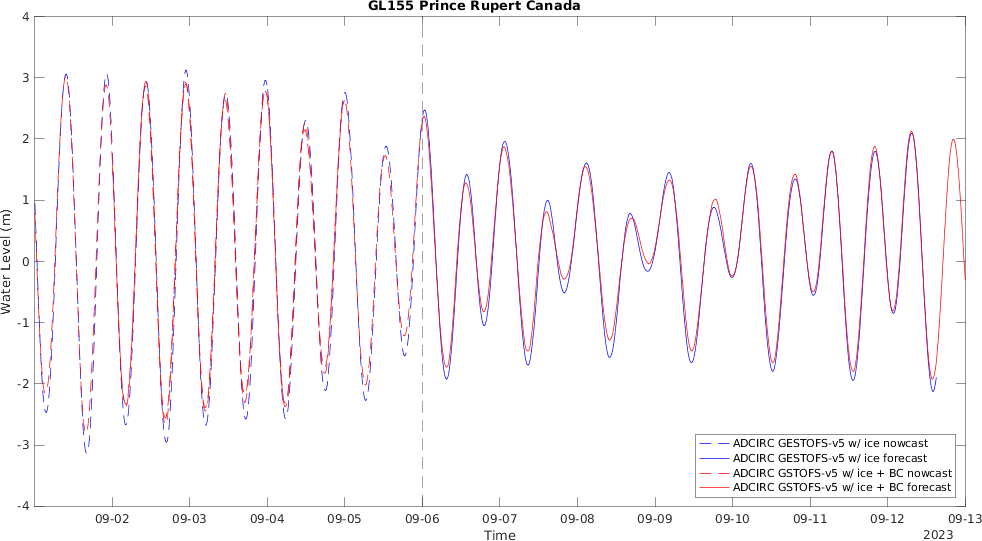 GL155 Prince Rupert Canada
4
3
2
1
0
-1
-2
-3
-4
Water Level (m)
ADCIRC GESTOFS-v5 w/ ice nowcast
ADCIRC GESTOFS-v5 w/ ice forecast
ADCIRC GSTOFS-v5 w/ ice + BC nowcast
ADCIRC GSTOFS-v5 w/ ice + BC forecast
09-02 09-03 09-04 09-05 09-06 09-07 09-08 09-09 09-10 09-11 09-12 09-13
Time
2023